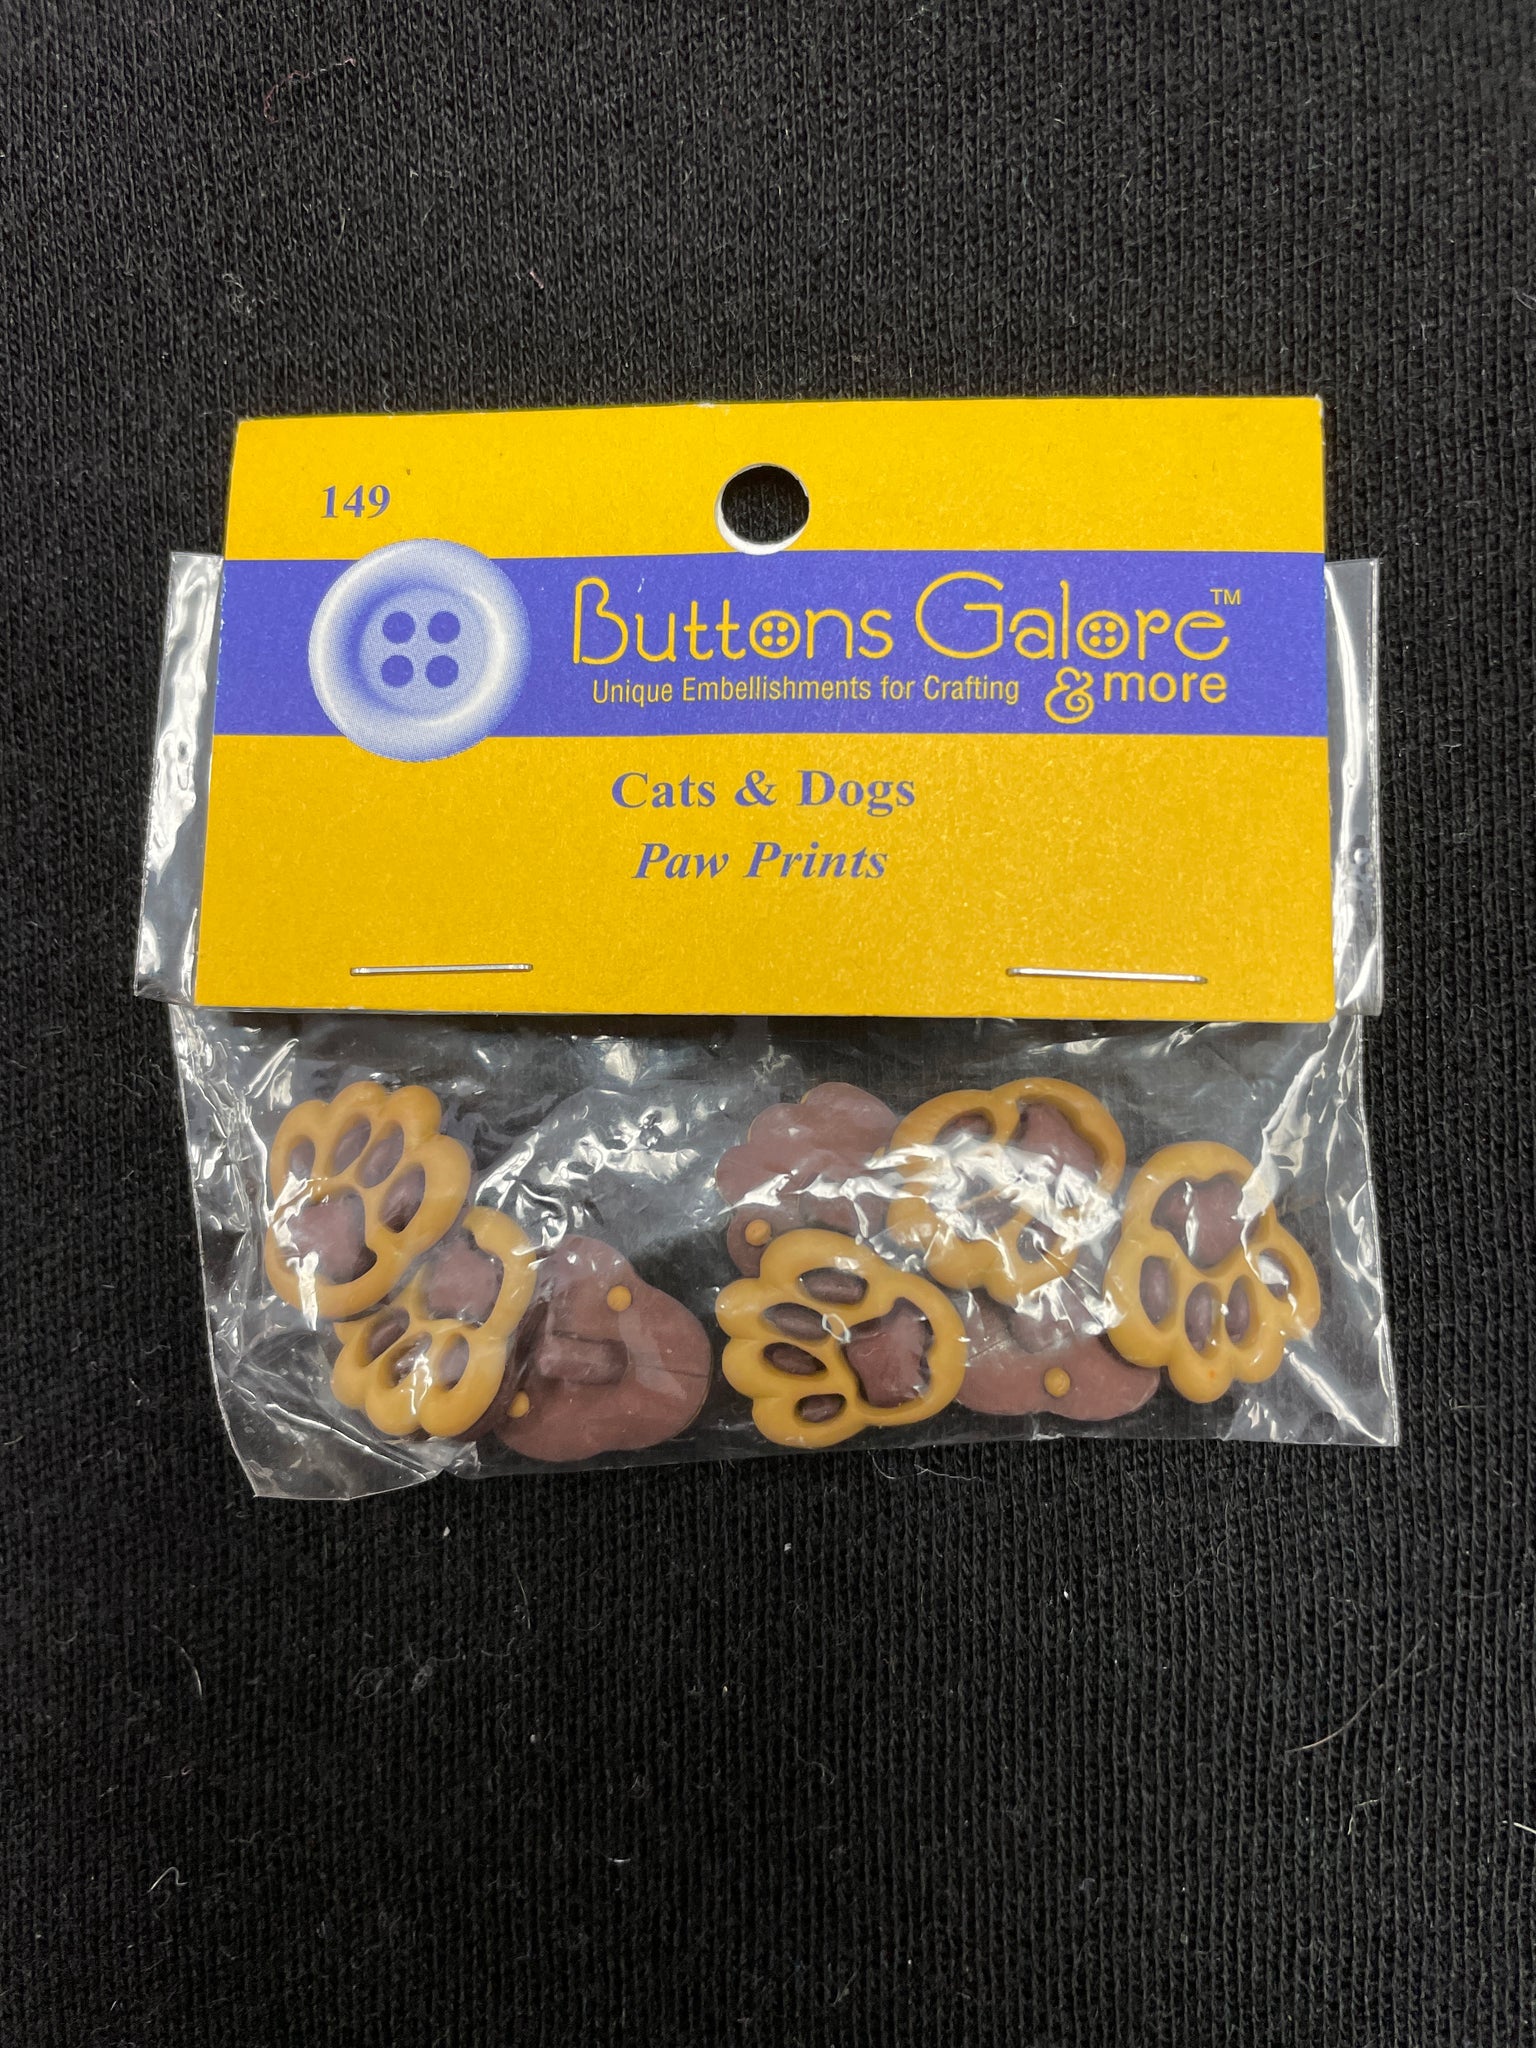 149
Buttons Galore™
Unique Embellishments for Crafting & more
Cats & Dogs
Paw Prints